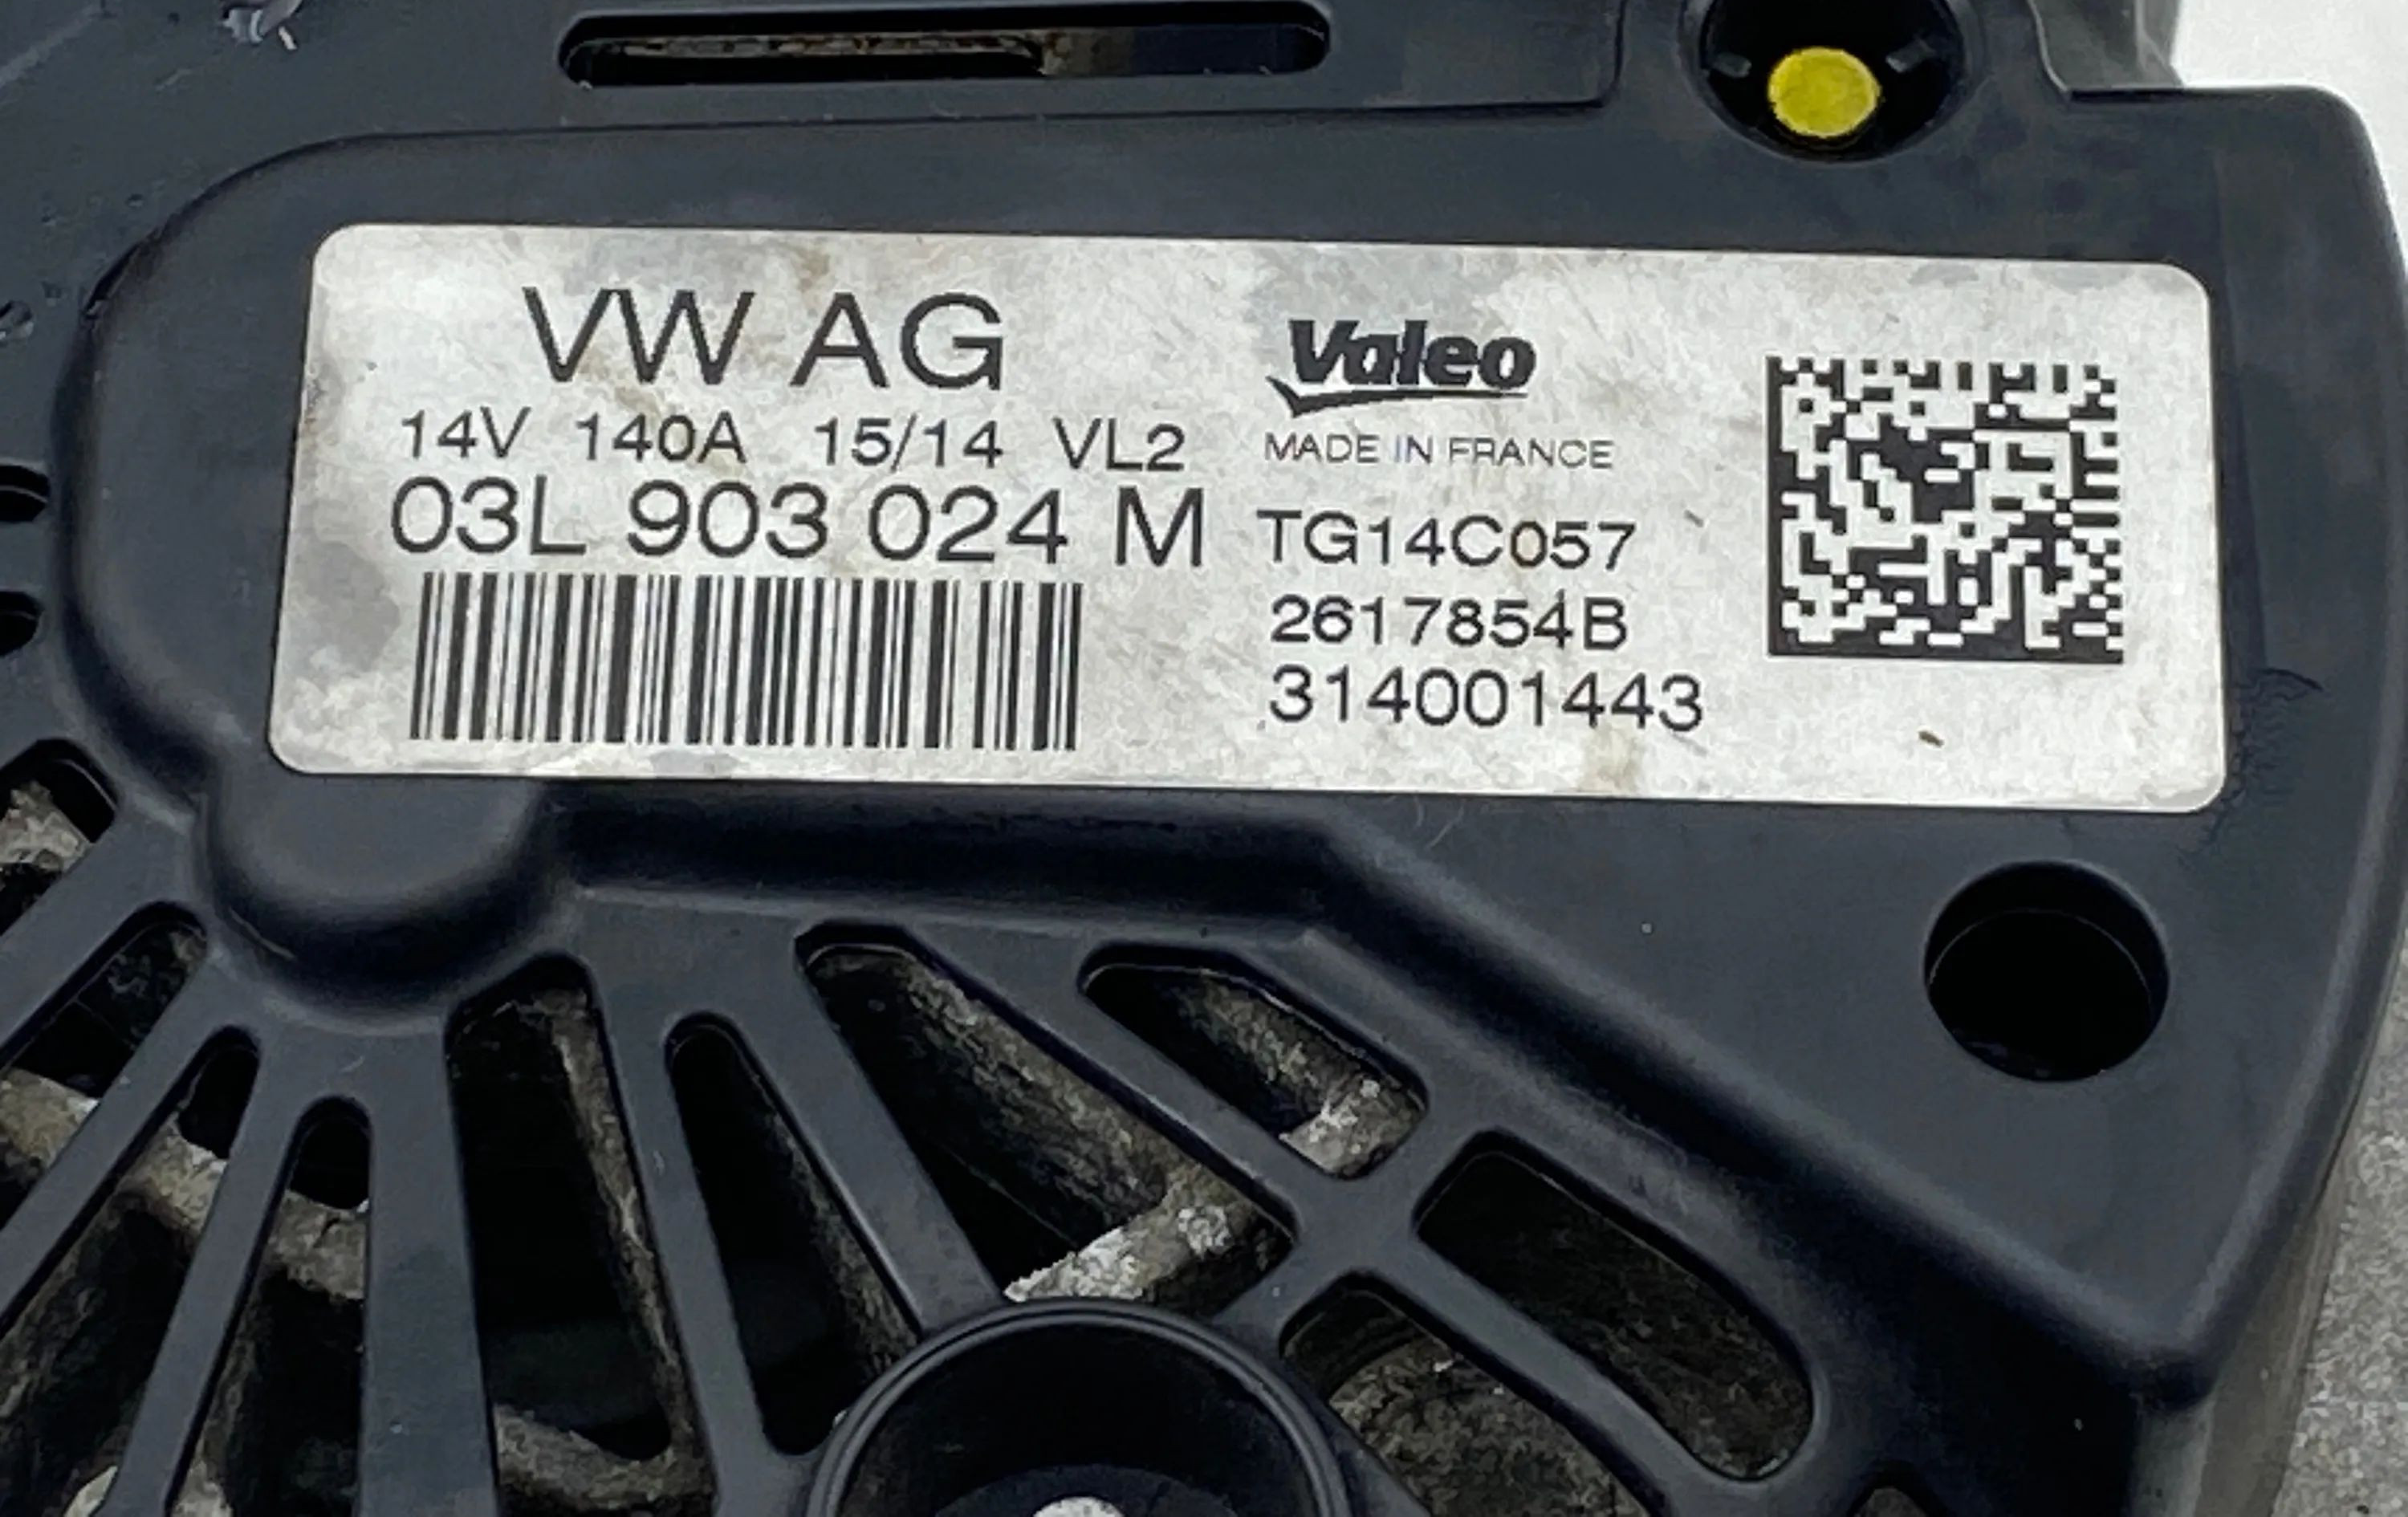 VW AG
14V 140A 15/14 VL2
03L 903 024 M
Valeo
MADE IN FRANCE
TG14C057
2617854B
314001443